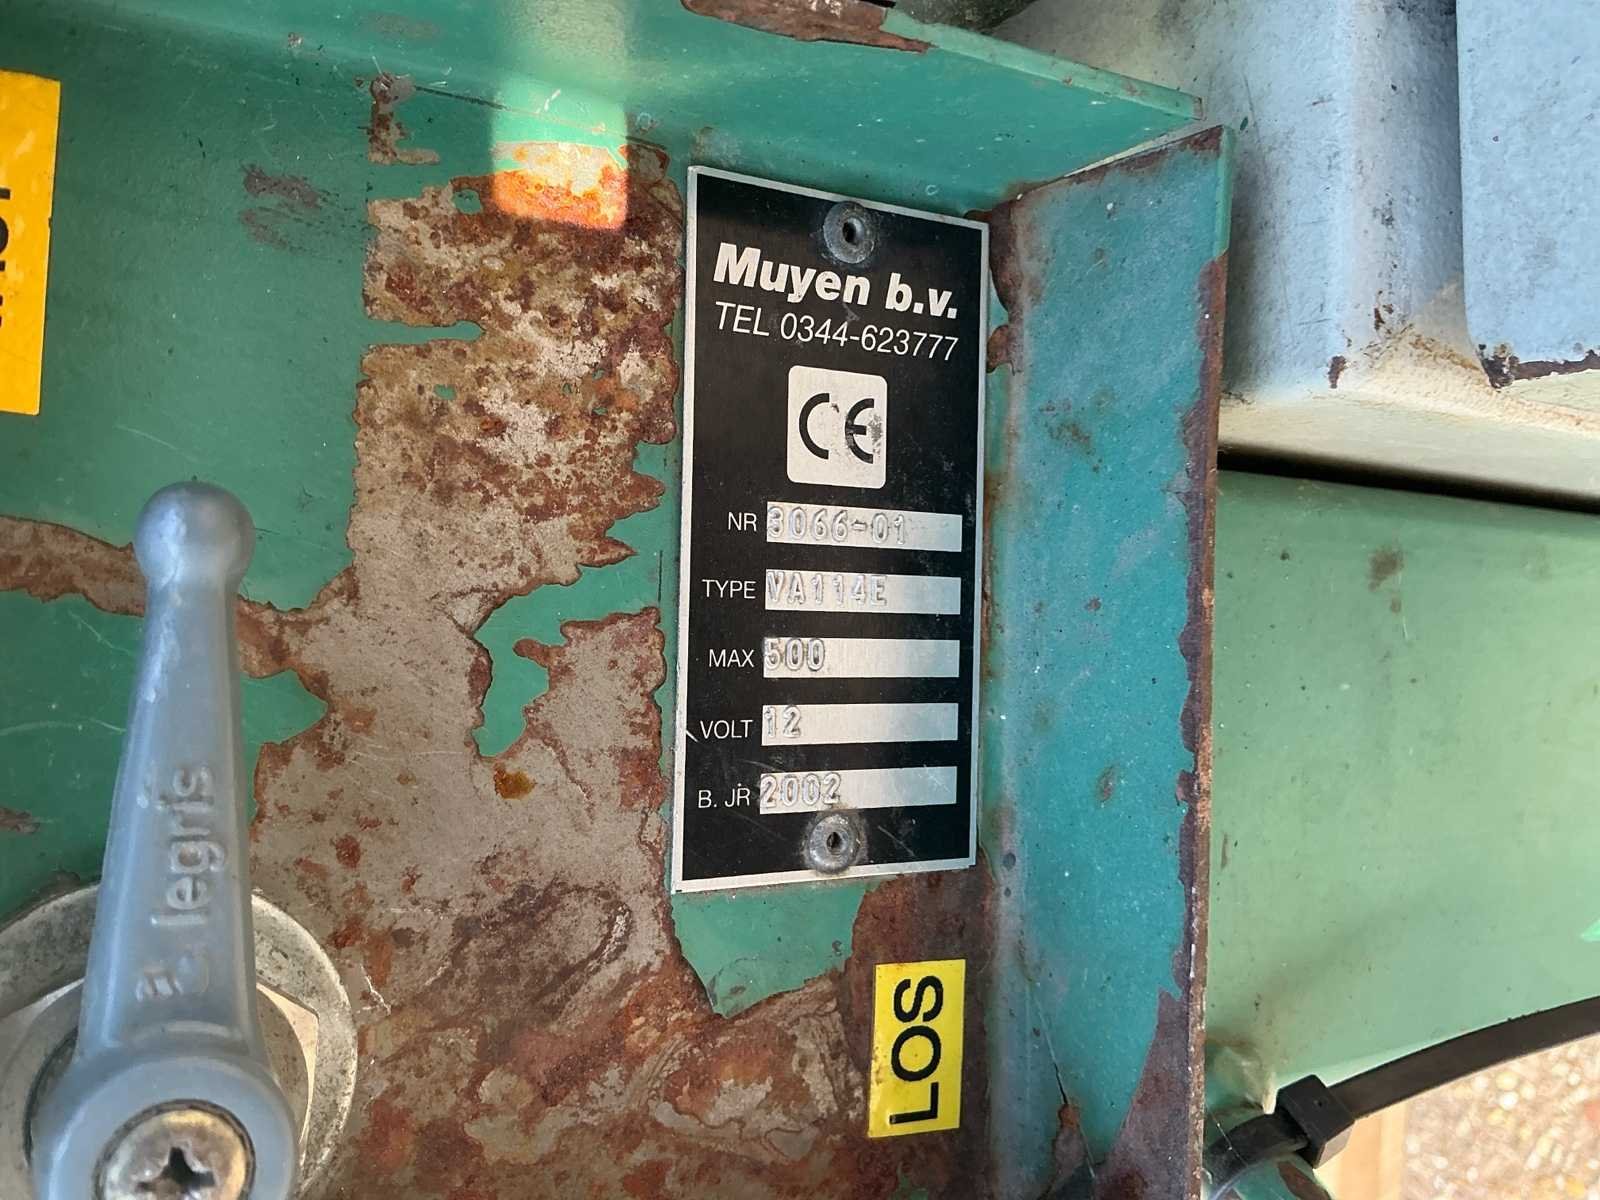 Muyen b.v.
TEL 0344-623777
CE
NR 3066-01
TYPE VA114E
MAX 500
VOLT 12
B. JR 2002
legris
LOS